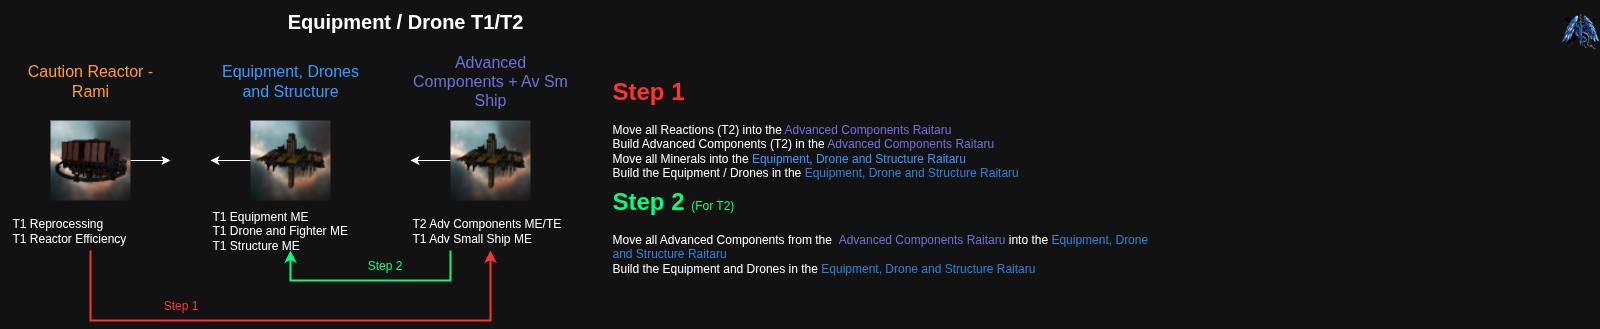 Equipment / Drone T1/T2
Caution Reactor -
Rami
Equipment, Drones
and Structure
Advanced
Components + Av Sm
Ship
T1 Reprocessing
T1 Reactor Efficiency
T1 Equipment ME
T1 Drone and Fighter ME
T1 Structure ME
T2 Adv Components ME/TE
T1 Adv Small Ship ME
Step 2
Step 1
Step 1
Move all Reactions (T2) into the Advanced Components Raitaru
Build Advanced Components (T2) in the Advanced Components Raitaru
Move all Minerals into the Equipment, Drone and Structure Raitaru
Build the Equipment / Drones in the Equipment, Drone and Structure Raitaru
Step 2 (For T2)
Move all Advanced Components from the Advanced Components Raitaru into the Equipment, Drone
and Structure Raitaru
Build the Equipment and Drones in the Equipment, Drone and Structure Raitaru